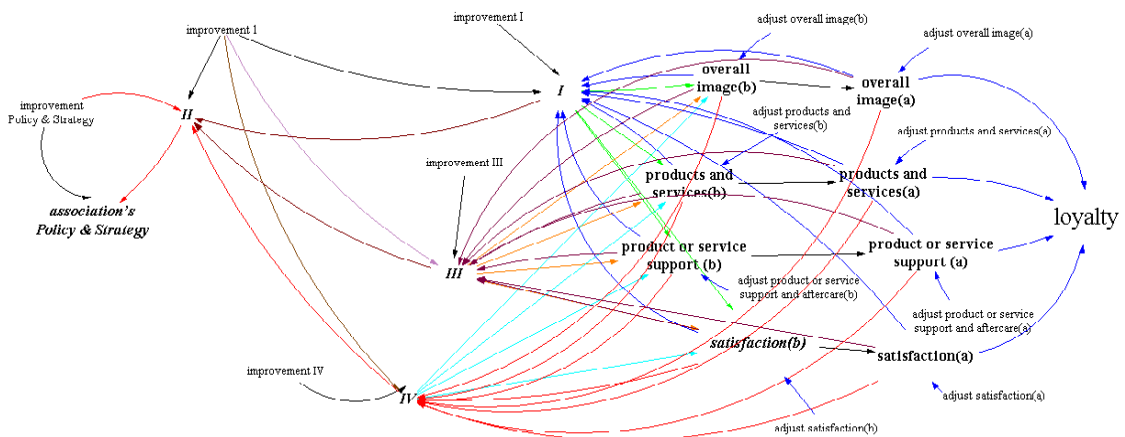 improvement I
adjust overall image(b)
improvement 1
adjust overall image(a)
overall
image(b)
I
overall
image(a)
improvement
Policy & Strategy
II
adjust products and
services(b)
adjust products and services(a)
improvement III
products and
services(b)
products and
services(a)
association's
Policy & Strategy
loyalty
product or service
support (b)
product or service
support (a)
III
adjust product or service
support and aftercare(b)
adjust product or service
support and aftercare(a)
satisfaction(b)
satisfaction(a)
improvement IV
IV
adjust satisfaction(a)
adjust satisfaction(b)